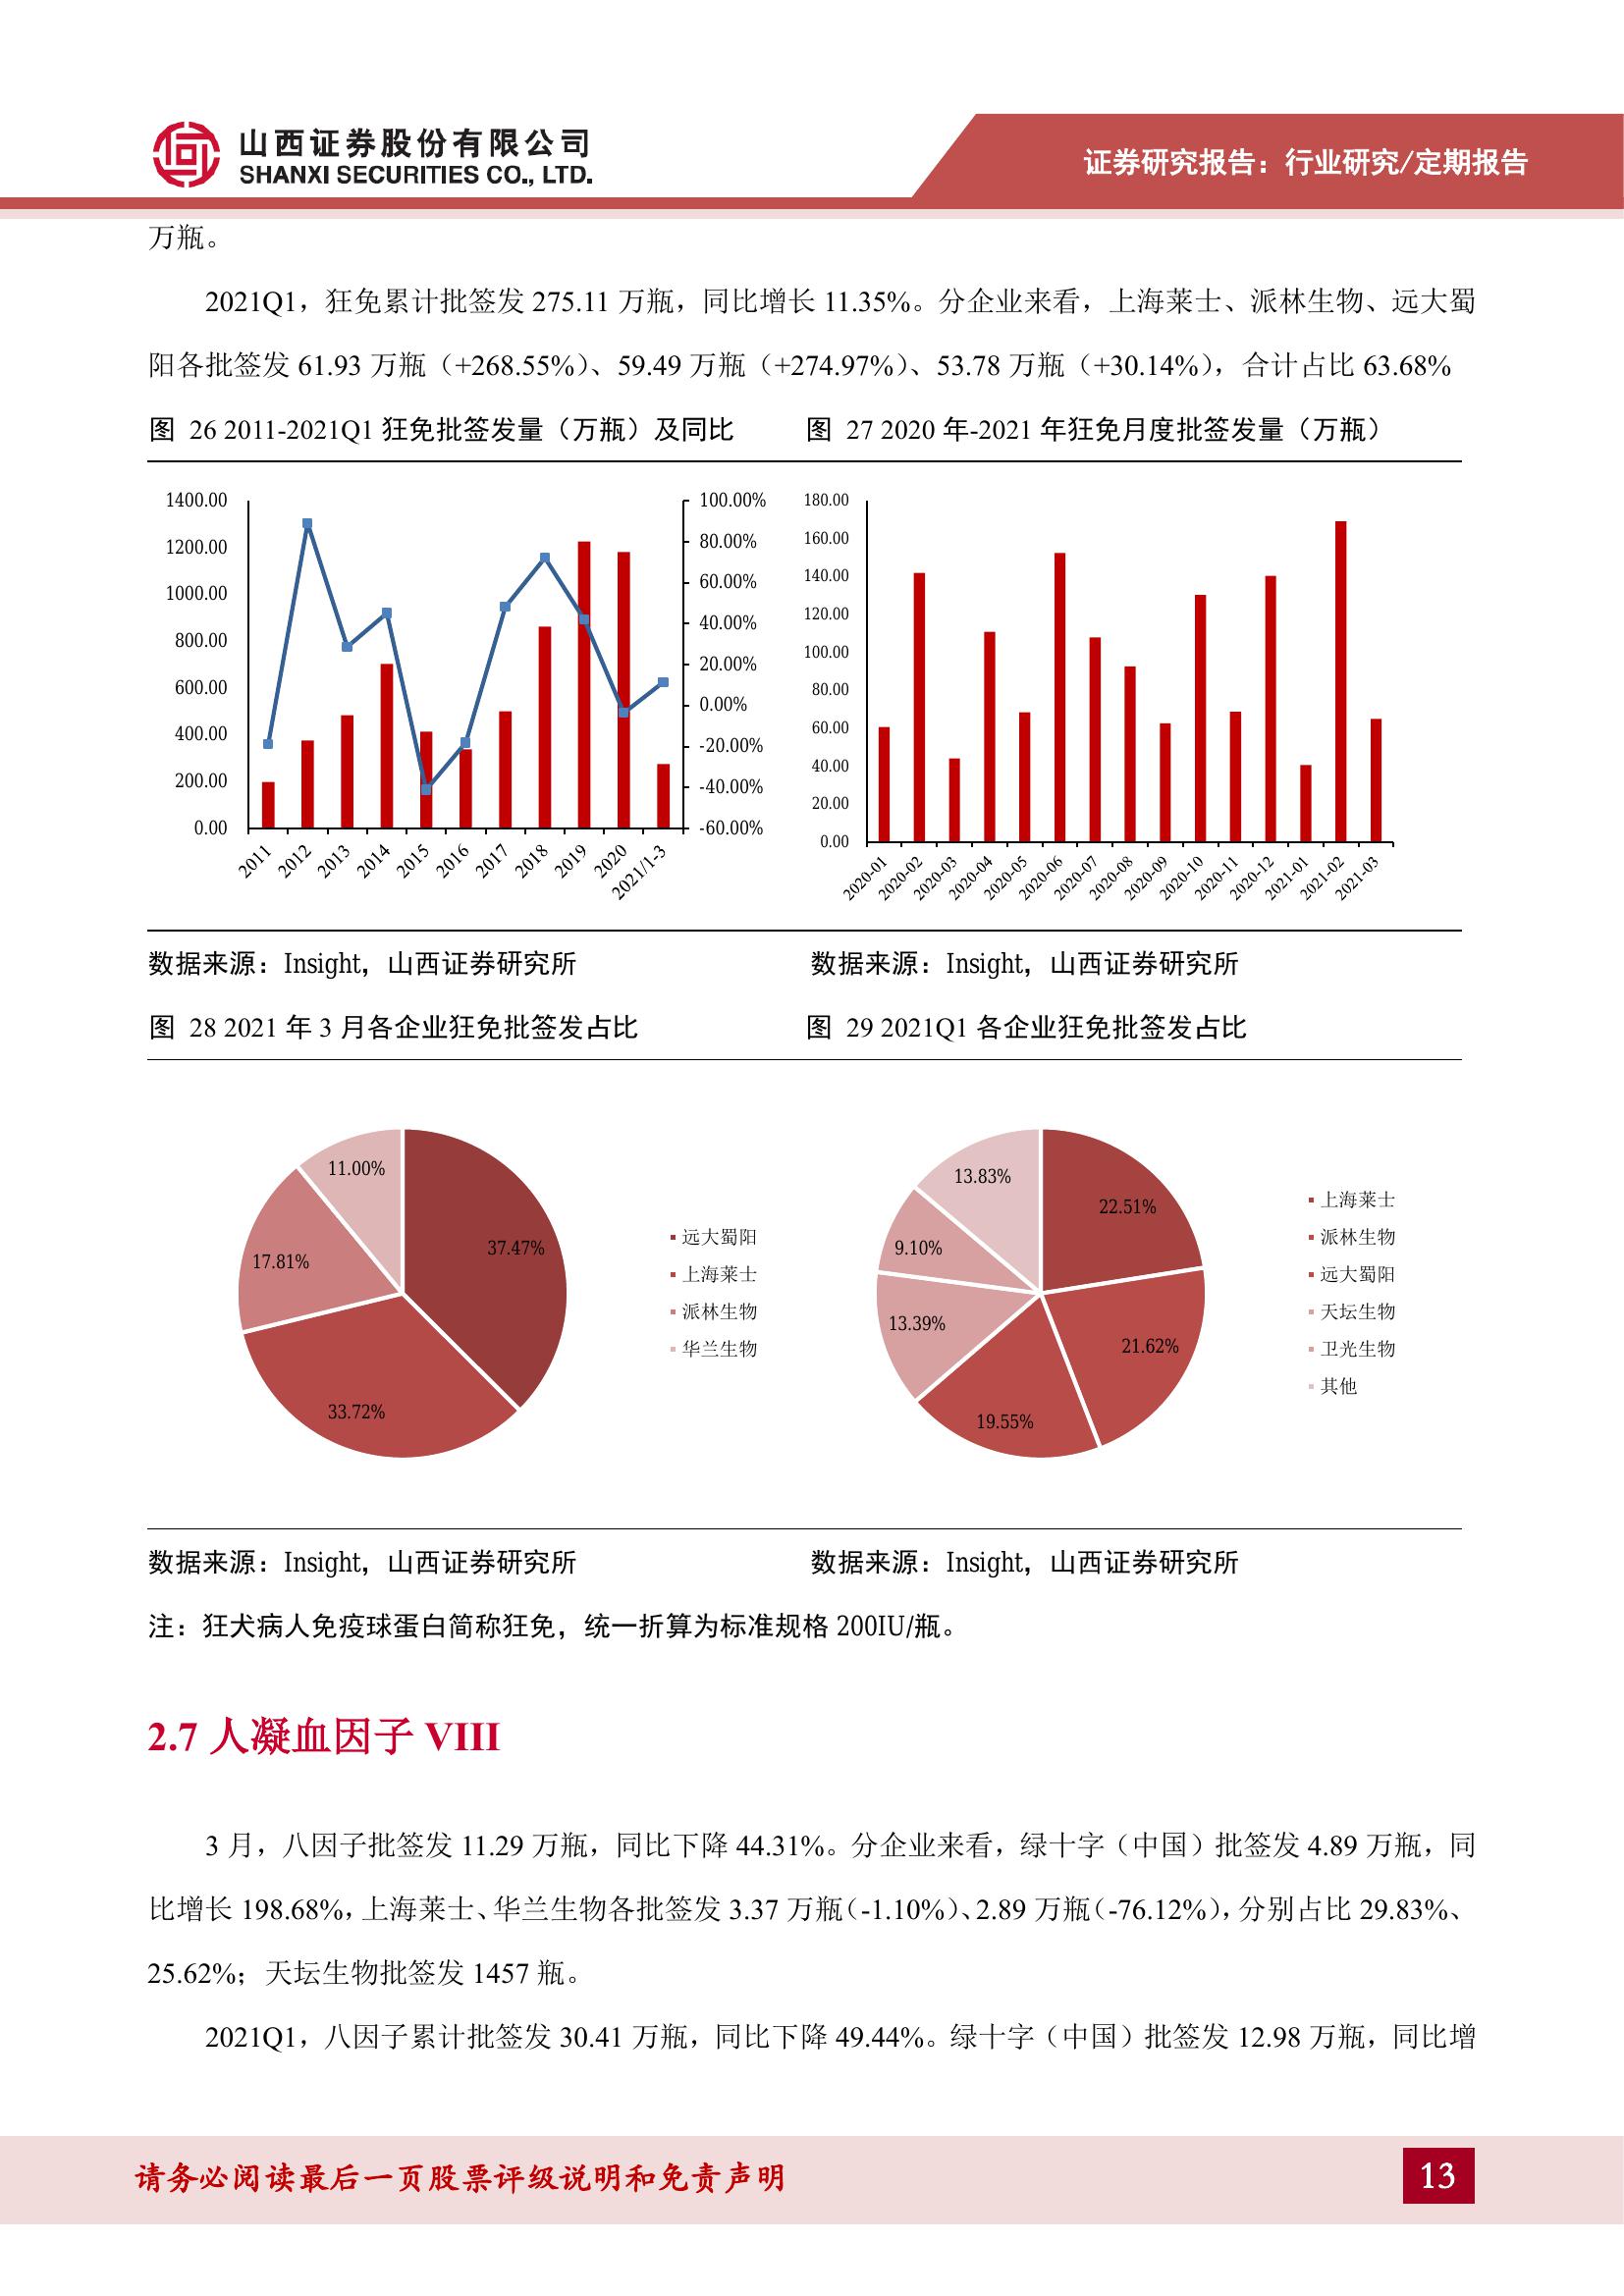 山西证券股份有限公司
SHANXI SECURITIES CO., LTD.
证券研究报告：行业研究/定期报告
万瓶。
2021Q1，狂免累计批签发 275.11 万瓶，同比增长 11.35%。分企业来看，上海莱士、派林生物、远大蜀
阳各批签发 61.93 万瓶（+268.55%）、59.49 万瓶（+274.97%）、53.78 万瓶（+30.14%），合计占比 63.68%
图 26 2011-2021Q1 狂免批签发量（万瓶）及同比
图 27 2020 年-2021 年狂免月度批签发量（万瓶）
1400.00
1200.00
1000.00
800.00
600.00
400.00
200.00
0.00
100.00%
80.00%
60.00%
40.00%
20.00%
0.00%
-20.00%
-40.00%
-60.00%
2011
2012
2013
2014
2015
2016
2017
2018
2019
2020
2021/1-3
180.00
160.00
140.00
120.00
100.00
80.00
60.00
40.00
20.00
0.00
2020-01
2020-02
2020-03
2020-04
2020-05
2020-06
2020-07
2020-08
2020-09
2020-10
2020-11
2020-12
2021-01
2021-02
2021-03
数据来源：Insight，山西证券研究所
数据来源：Insight，山西证券研究所
图 28 2021 年 3 月各企业狂免批签发占比
图 29 2021Q1 各企业狂免批签发占比
11.00%
37.47%
17.81%
33.72%
远大蜀阳
上海莱士
派林生物
华兰生物
13.83%
22.51%
9.10%
13.39%
21.62%
19.55%
上海莱士
派林生物
远大蜀阳
天坛生物
卫光生物
其他
数据来源：Insight，山西证券研究所
数据来源：Insight，山西证券研究所
注：狂犬病人免疫球蛋白简称狂免，统一折算为标准规格 200IU/瓶。
2.7 人凝血因子 VIII
3 月，八因子批签发 11.29 万瓶，同比下降 44.31%。分企业来看，绿十字（中国）批签发 4.89 万瓶，同
比增长 198.68%，上海莱士、华兰生物各批签发 3.37 万瓶（-1.10%）、2.89 万瓶（-76.12%），分别占比 29.83%、
25.62%；天坛生物批签发 1457 瓶。
2021Q1，八因子累计批签发 30.41 万瓶，同比下降 49.44%。绿十字（中国）批签发 12.98 万瓶，同比增
请务必阅读最后一页股票评级说明和免责声明
13